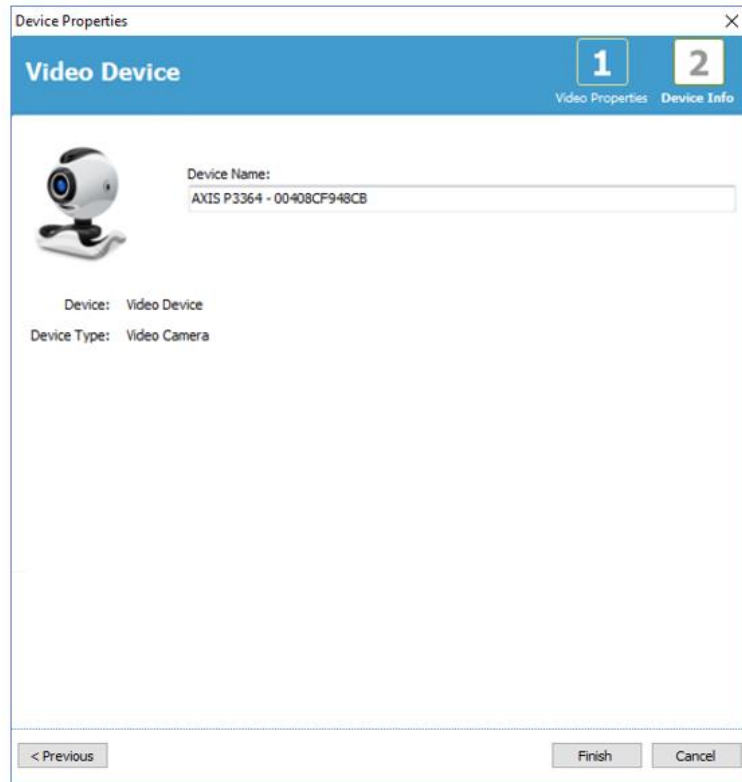 Device Properties
Video Device
1
Video Properties
2
Device Info
Device Name:
AXIS P3364 - 00408CF948CB
Device: Video Device
Device Type: Video Camera
< Previous
Finish
Cancel